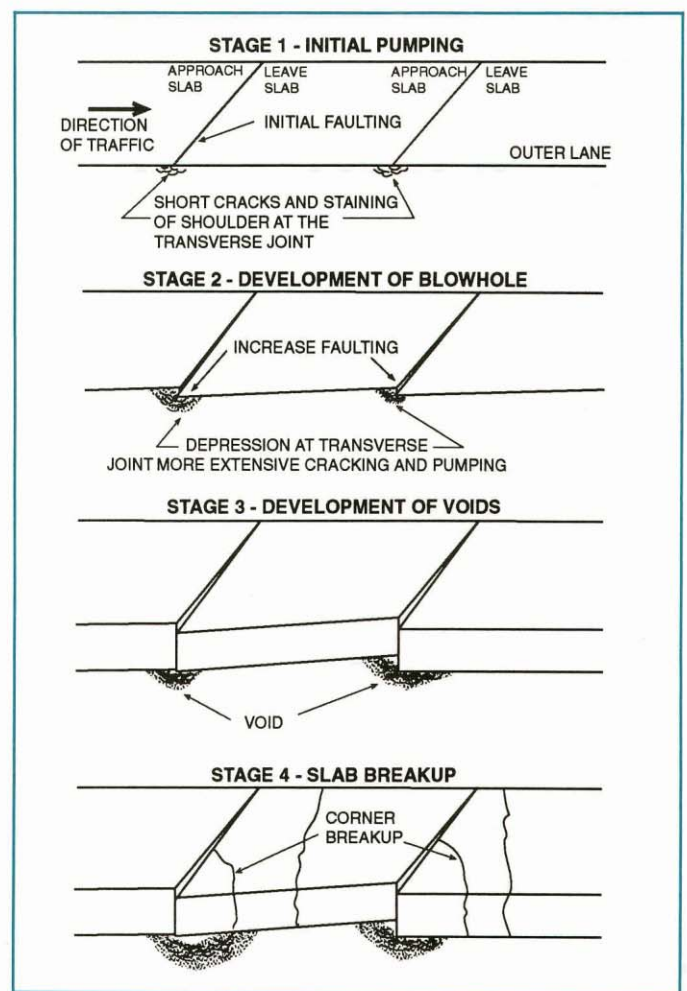 STAGE 1 - INITIAL PUMPING
APPROACH SLAB
LEAVE SLAB
APPROACH SLAB
LEAVE SLAB
DIRECTION
OF TRAFFIC
INITIAL FAULTING
OUTER LANE
SHORT CRACKS AND STAINING
OF SHOULDER AT THE
TRANSVERSE JOINT
STAGE 2 - DEVELOPMENT OF BLOWHOLE
INCREASE FAULTING
DEPRESSION AT TRANSVERSE
JOINT MORE EXTENSIVE CRACKING AND PUMPING
STAGE 3 - DEVELOPMENT OF VOIDS
VOID
STAGE 4 - SLAB BREAKUP
CORNER
BREAKUP